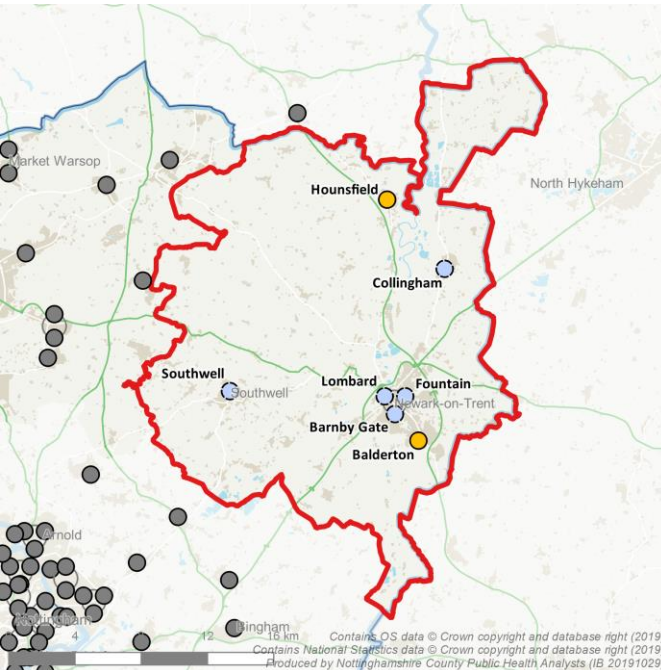 Market Warsop
North Hykeham
Hounsfield
Collingham
Southwell
Southwell
Lombard
Fountain
Newark-on-Trent
Barnby Gate
Balderton
Arnold
Nottingham
Bingham
4
12
16 km
Contains OS data © Crown copyright and database right (2019
Contains National Statistics data © Crown copyright and database right (2019
Produced by Nottinghamshire County Public Health Analysts (IB 20191029